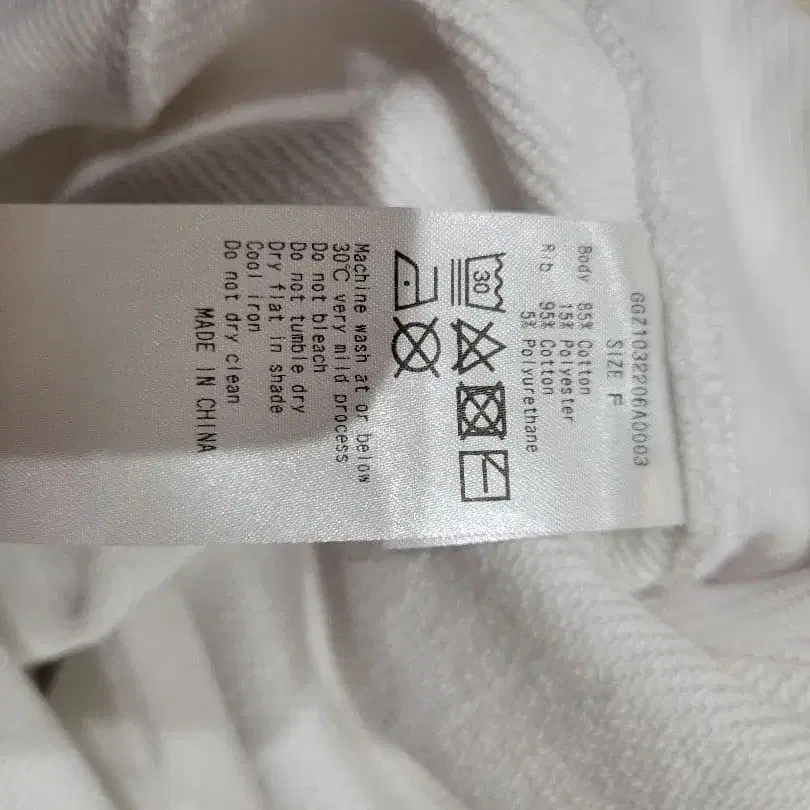 GGZ1032206A0003
SIZE F
Body 85% Cotton
15% Polyester
Rib 95% Cotton
5% Polyurethane
30
Machine wash at or below
30℃ very mild process
Do not bleach
Do not tumble dry
Dry flat in shade
Cool iron
Do not dry clean
MADE IN CHINA